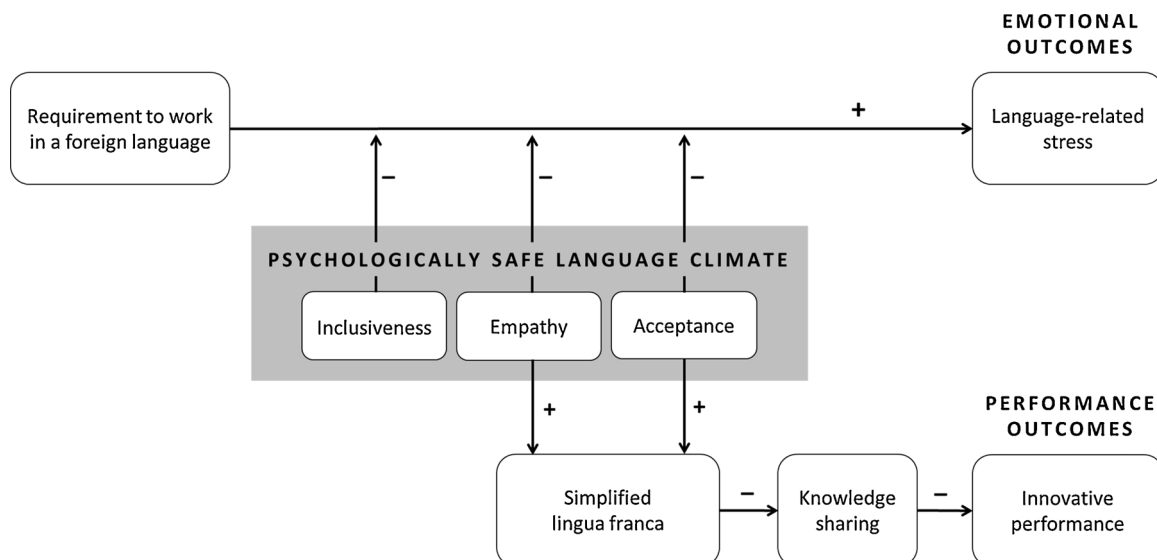 EMOTIONAL
OUTCOMES
Requirement to work
in a foreign language
+
Language-related
stress
− − −
PSYCHOLOGICALLY SAFE LANGUAGE CLIMATE
Inclusiveness
Empathy
Acceptance
+ +
PERFORMANCE
OUTCOMES
Simplified
lingua franca
−
Knowledge
sharing
−
Innovative
performance